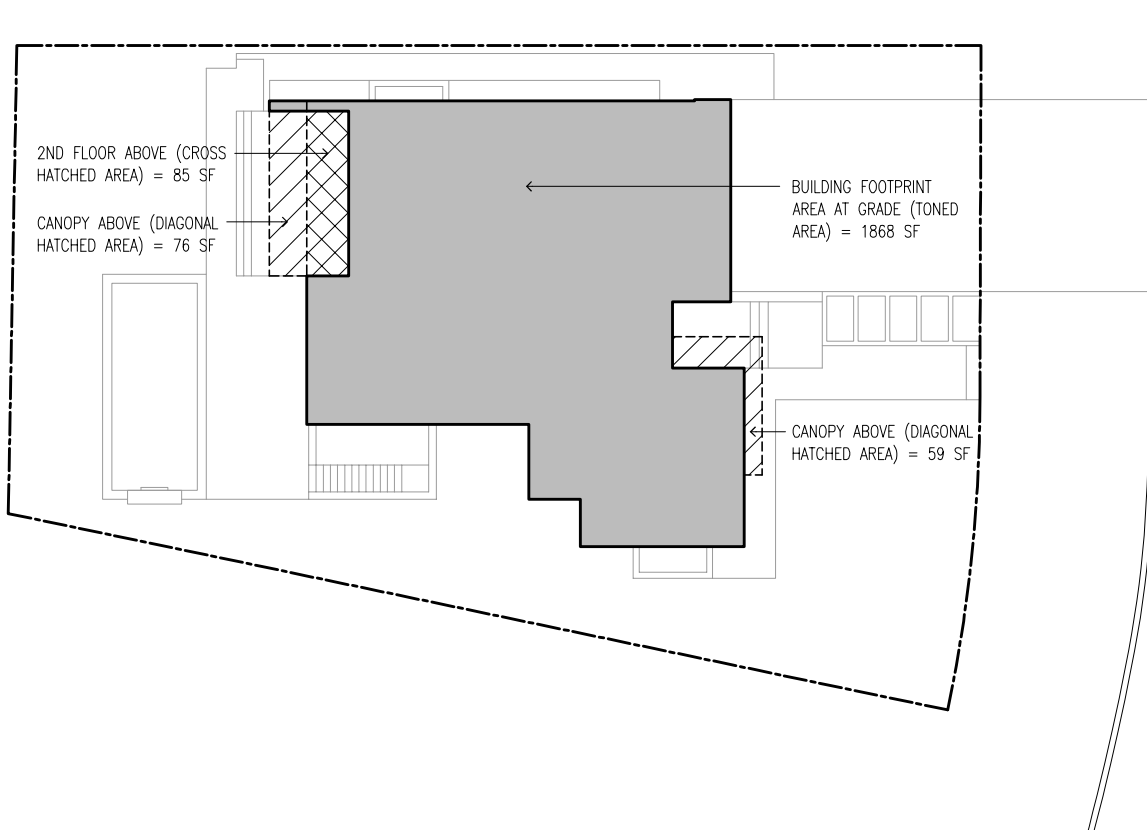 2ND FLOOR ABOVE (CROSS
HATCHED AREA) = 85 SF
CANOPY ABOVE (DIAGONAL
HATCHED AREA) = 76 SF
BUILDING FOOTPRINT
AREA AT GRADE (TONED
AREA) = 1868 SF
CANOPY ABOVE (DIAGONAL
HATCHED AREA) = 59 SF